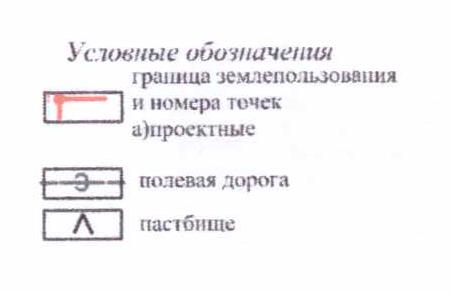 Условные обозначения
граница землепользования
и номера точек
а)проектные
Э полевая дорога
Λ пастбище